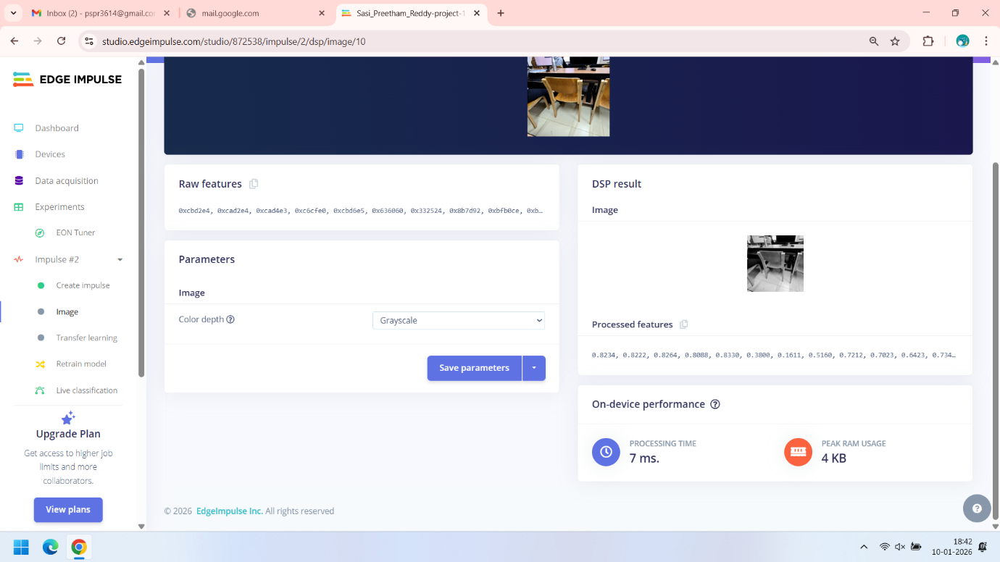 Inbox (2) - pspr3614@gmail.co
mail.google.com
Sasi_Preetham_Reddy-project-1
studio.edgeimpulse.com/studio/872538/impulse/2/dsp/image/10
EDGE IMPULSE
Dashboard
Devices
Data acquisition
Experiments
EON Tuner
Impulse #2
Create impulse
Image
Transfer learning
Retrain model
Live classification
Upgrade Plan
Get access to higher job
limits and more
collaborators.
View plans
Raw features
0xcbd2e4, 0xcad2e4, 0xcad4e3, 0xc6cfe0, 0xcbd6e5, 0x636060, 0x332524, 0x8b7d92, 0xbfb0ce, 0xb…
Parameters
Image
Color depth
Grayscale
Save parameters
DSP result
Image
Processed features
0.8234, 0.8222, 0.8264, 0.8088, 0.8330, 0.3800, 0.1611, 0.5160, 0.7212, 0.7023, 0.6423, 0.734…
On-device performance
PROCESSING TIME
7 ms.
PEAK RAM USAGE
4 KB
© 2026 EdgeImpulse Inc. All rights reserved
18:42
10-01-2026